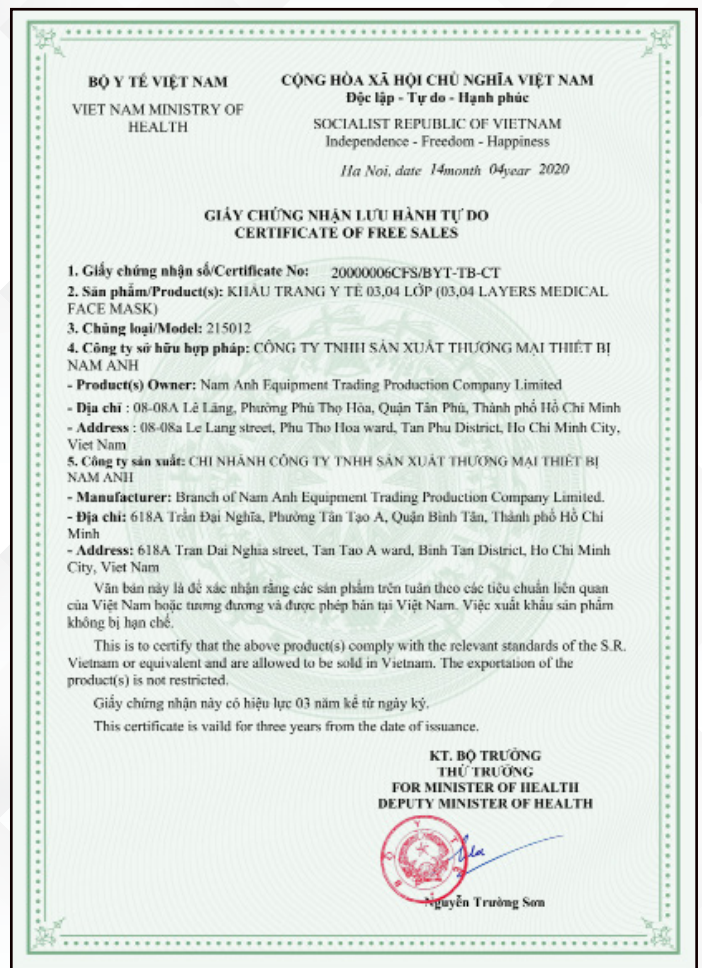 BỘ Y TẾ VIỆT NAM
VIET NAM MINISTRY OF
HEALTH
CỘNG HÒA XÃ HỘI CHỦ NGHĨA VIỆT NAM
Độc lập - Tự do - Hạnh phúc
SOCIALIST REPUBLIC OF VIETNAM
Independence - Freedom - Happiness
Ha Noi, date 14month 04year 2020
GIẤY CHỨNG NHẬN LƯU HÀNH TỰ DO
CERTIFICATE OF FREE SALES
1. Giấy chứng nhận số/Certificate No: 20000006CFS/BYT-TB-CT
2. Sản phẩm/Product(s): KHẨU TRANG Y TẾ 03,04 LỚP (03,04 LAYERS MEDICAL
FACE MASK)
3. Chủng loại/Model: 215012
4. Công ty sở hữu hợp pháp: CÔNG TY TNHH SẢN XUẤT THƯƠNG MẠI THIẾT BỊ
NAM ANH
- Product(s) Owner: Nam Anh Equipment Trading Production Company Limited
- Địa chỉ : 08-08A Lê Lăng, Phường Phú Thọ Hòa, Quận Tân Phú, Thành phố Hồ Chí Minh
- Address : 08-08a Le Lang street, Phu Tho Hoa ward, Tan Phu District, Ho Chi Minh City,
Viet Nam
5. Công ty sản xuất: CHI NHÁNH CÔNG TY TNHH SẢN XUẤT THƯƠNG MẠI THIẾT BỊ
NAM ANH
- Manufacturer: Branch of Nam Anh Equipment Trading Production Company Limited.
- Địa chỉ: 618A Trần Đại Nghĩa, Phường Tân Tạo A, Quận Bình Tân, Thành phố Hồ Chí
Minh
- Address: 618A Tran Dai Nghia street, Tan Tao A ward, Binh Tan District, Ho Chi Minh
City, Viet Nam
Văn bản này là để xác nhận rằng các sản phẩm trên tuân theo các tiêu chuẩn liên quan
của Việt Nam hoặc tương đương và được phép bán tại Việt Nam. Việc xuất khẩu sản phẩm
không bị hạn chế.
This is to certify that the above product(s) comply with the relevant standards of the S.R.
Vietnam or equivalent and are allowed to be sold in Vietnam. The exportation of the
product(s) is not restricted.
Giấy chứng nhận này có hiệu lực 03 năm kể từ ngày ký.
This certificate is vaild for three years from the date of issuance.
KT. BỘ TRƯỞNG
THỨ TRƯỞNG
FOR MINISTER OF HEALTH
DEPUTY MINISTER OF HEALTH
BỘ Y TẾ
Nguyễn Trường Sơn